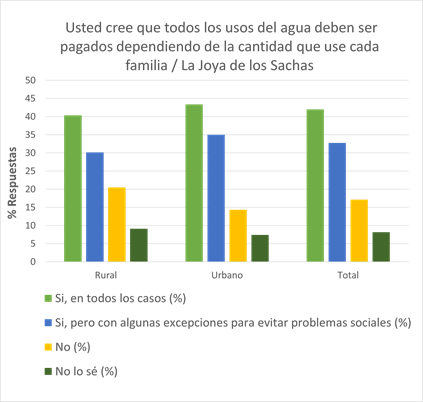 Usted cree que todos los usos del agua deben ser
pagados dependiendo de la cantidad que use cada
familia / La Joya de los Sachas
% Respuestas
50
45
40
35
30
25
20
15
10
5
0
Rural Urbano Total
Si, en todos los casos (%)
Si, pero con algunas excepciones para evitar problemas sociales (%)
No (%)
No lo sé (%)